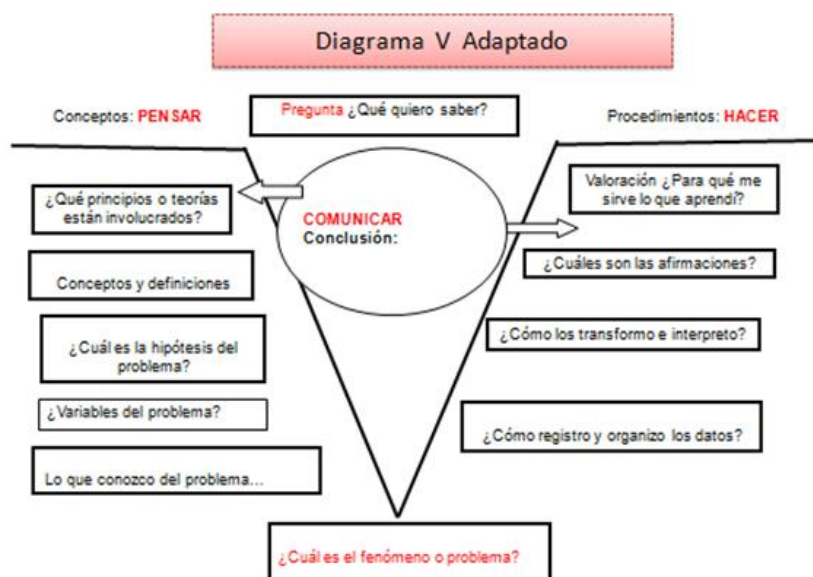 Diagrama V Adaptado
Conceptos: PENSAR
Pregunta ¿Qué quiero saber?
Procedimientos: HACER
¿Qué principios o teorías
están involucrados?
Conceptos y definiciones
¿Cuál es la hipótesis del
problema?
¿Variables del problema?
Lo que conozco del problema...
COMUNICAR
Conclusión:
Valoración ¿Para qué me
sirve lo que aprendí?
¿Cuáles son las afirmaciones?
¿Cómo los transformo e interpreto?
¿Cómo registro y organizo los datos?
¿Cuál es el fenómeno o problema?